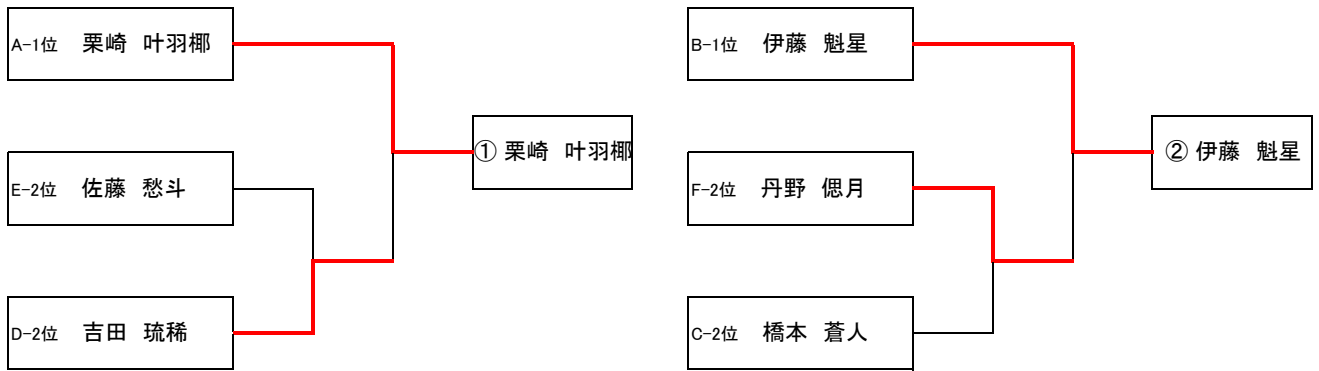 A-1位 栗崎 叶羽梛
① 栗崎 叶羽梛
E-2位 佐藤 愁斗
D-2位 吉田 琉稀
B-1位 伊藤 魁星
② 伊藤 魁星
F-2位 丹野 偲月
C-2位 橋本 蒼人